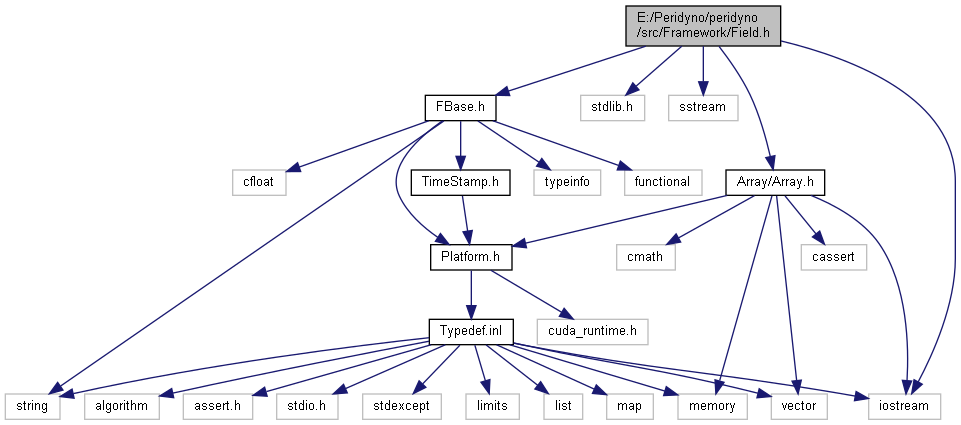 E:/Peridyno/peridyno
/src/Framework/Field.h
FBase.h
stdlib.h
sstream
cfloat
TimeStamp.h
typeinfo
functional
Array/Array.h
Platform.h
cmath
cassert
Typedef.inl
cuda_runtime.h
string
algorithm
assert.h
stdio.h
stdexcept
limits
list
map
memory
vector
iostream